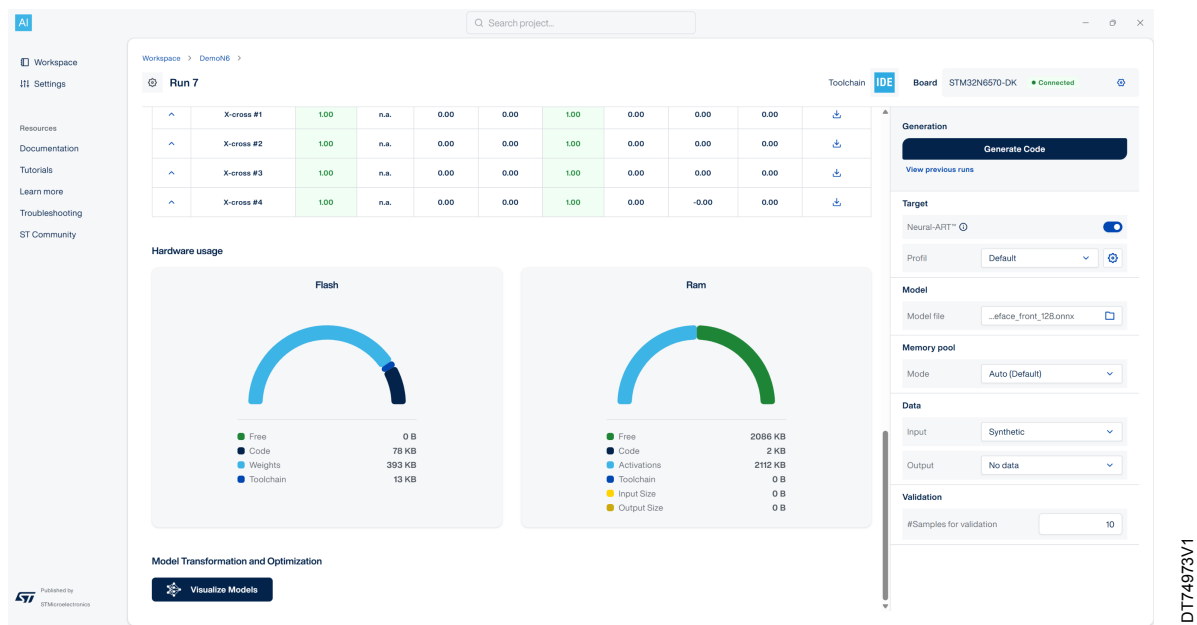 AI
Search project...
Workspace
Settings
Resources
Documentation
Tutorials
Learn more
Troubleshooting
ST Community
Published by
STMicroelectronics
Workspace > DemoN6 >
Run 7
Toolchain IDE Board STM32N6570-DK Connected
X-cross #1 1.00 n.a. 0.00 0.00 1.00 0.00 0.00 0.00
X-cross #2 1.00 n.a. 0.00 0.00 1.00 0.00 0.00 0.00
X-cross #3 1.00 n.a. 0.00 0.00 1.00 0.00 0.00 0.00
X-cross #4 1.00 n.a. 0.00 0.00 1.00 0.00 -0.00 0.00
Hardware usage
Flash
Free 0 B
Code 78 KB
Weights 393 KB
Toolchain 13 KB
Ram
Free 2086 KB
Code 2 KB
Activations 2112 KB
Toolchain 0 B
Input Size 0 B
Output Size 0 B
Model Transformation and Optimization
Visualize Models
Generation
Generate Code
View previous runs
Target
Neural-ART™
Profil Default
Model
Model file ...eface_front_128.onnx
Memory pool
Mode Auto (Default)
Data
Input Synthetic
Output No data
Validation
#Samples for validation 10
DT74973V1